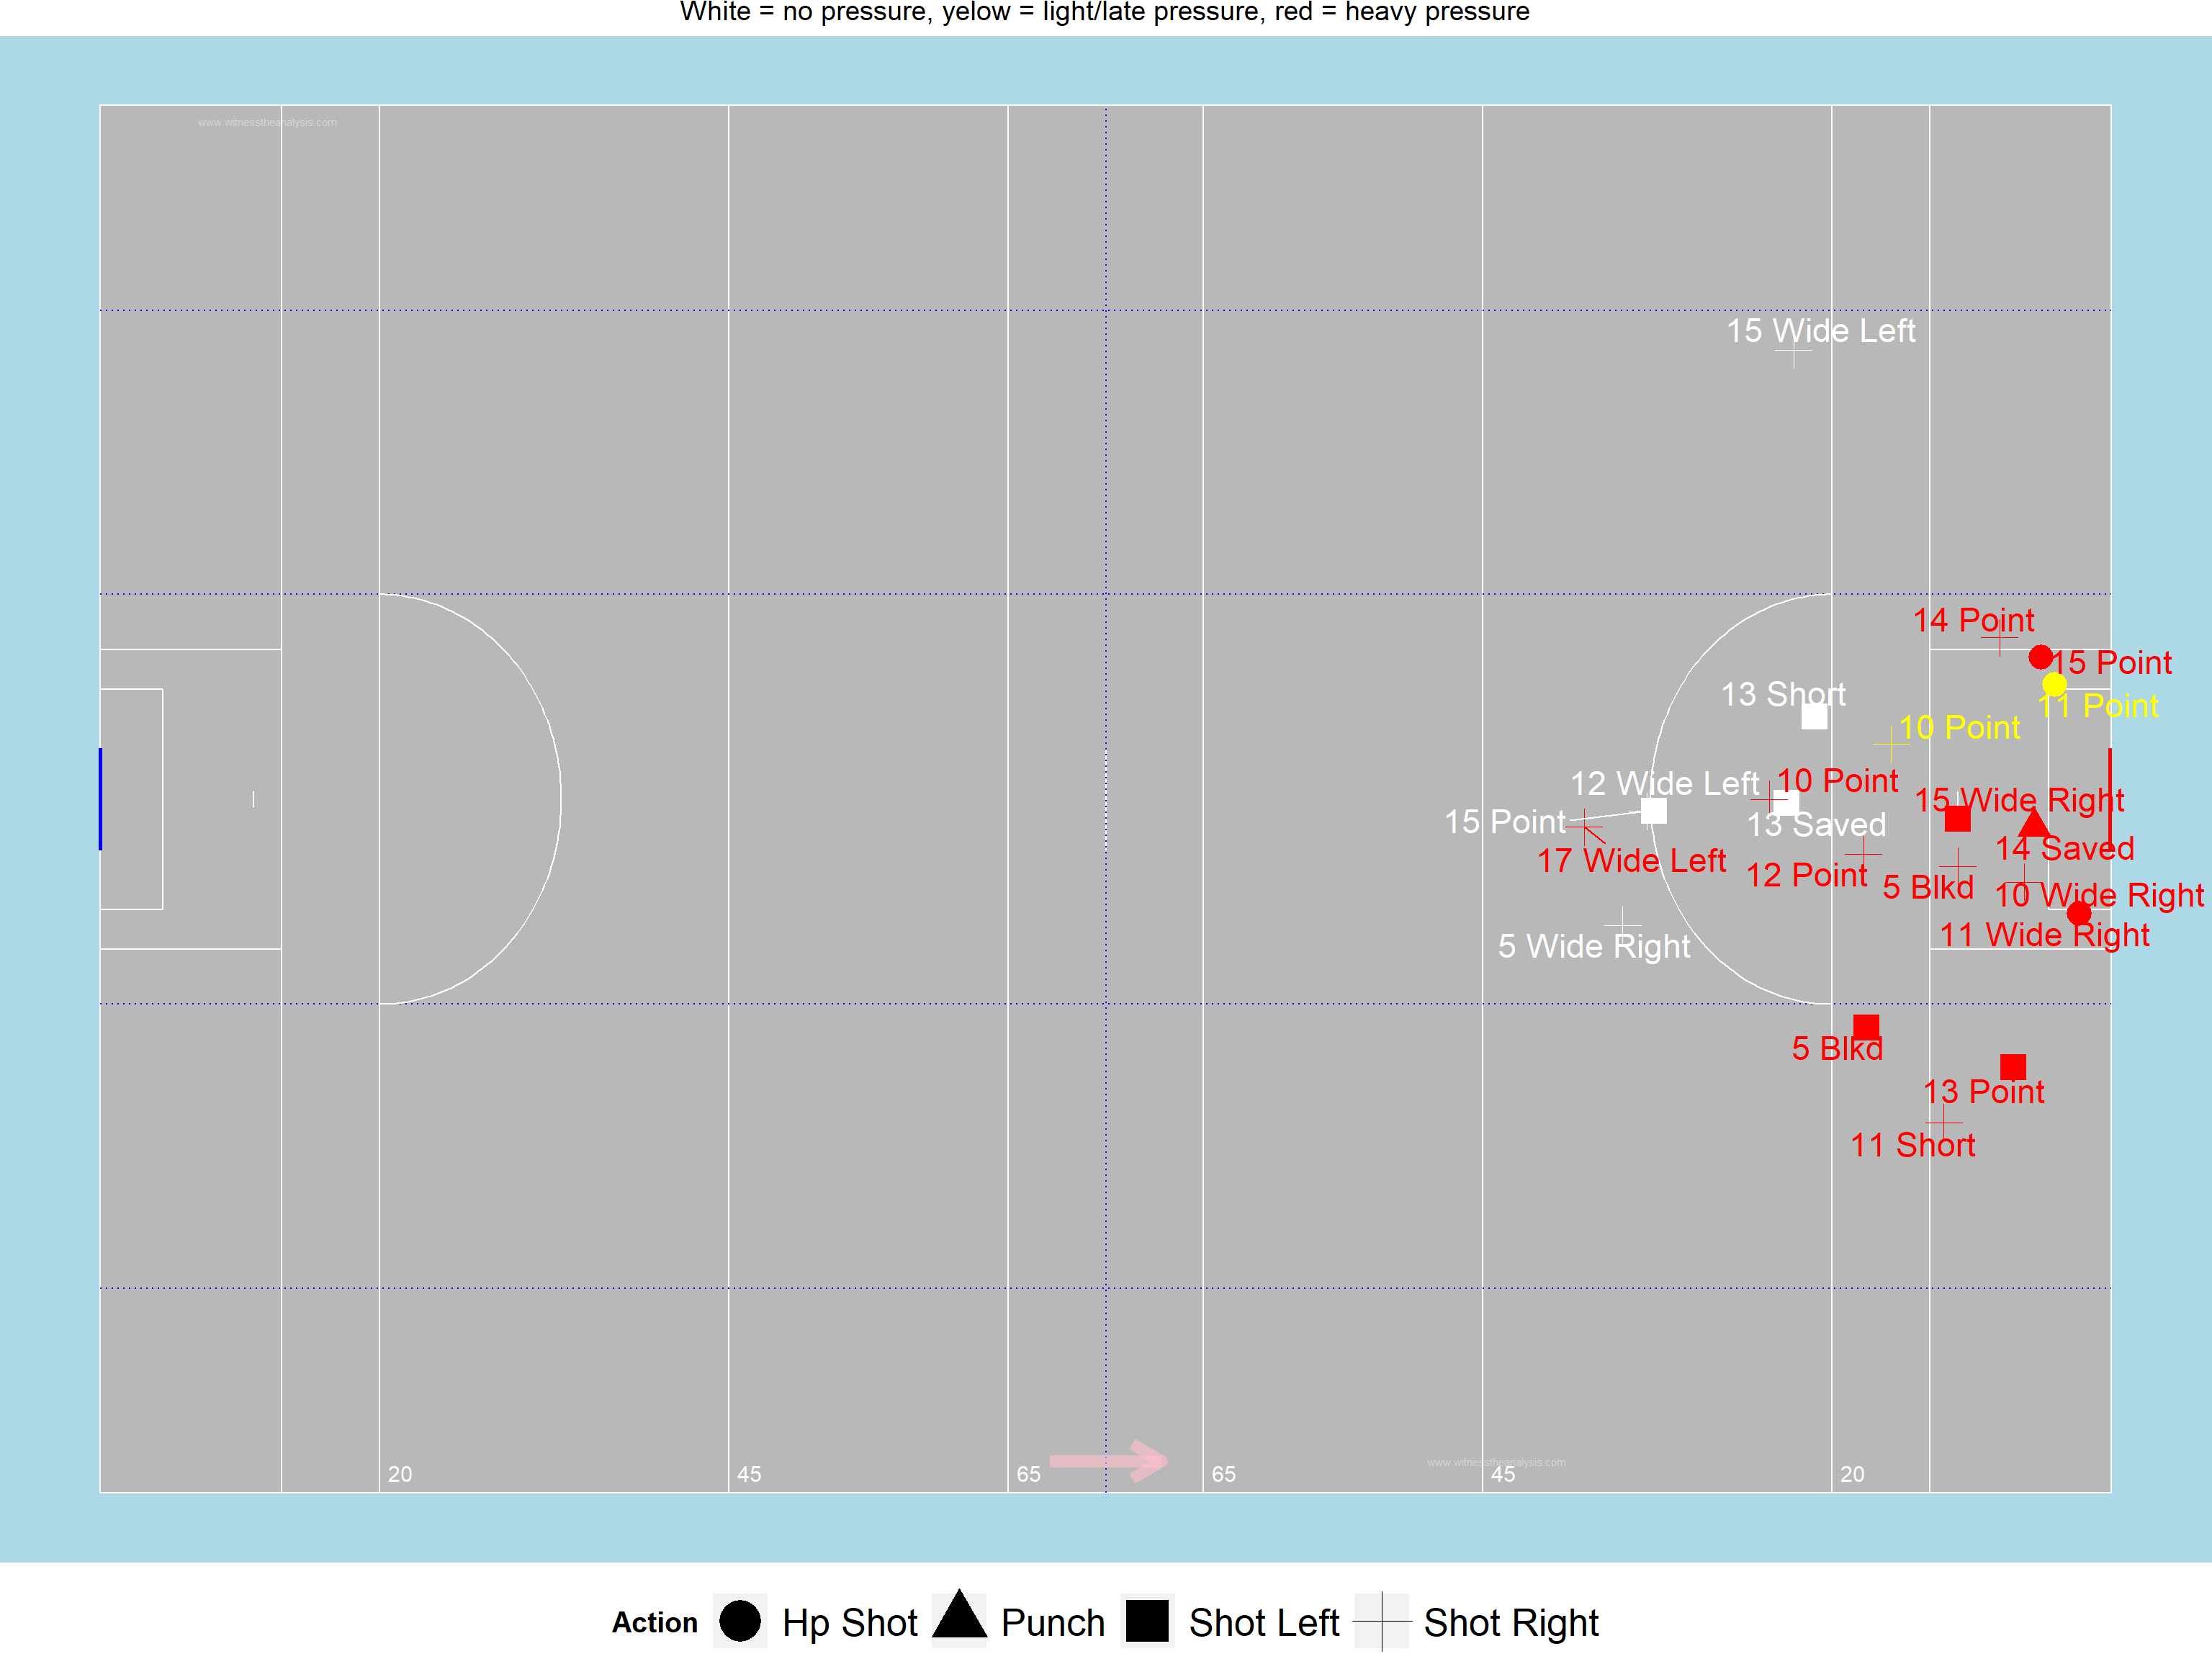 White = no pressure, yelow = light/late pressure, red = heavy pressure
www.witnesstheanalysis.com
15 Wide Left
14 Point
15 Point
13 Short
11 Point
10 Point
12 Wide Left
10 Point
15 Wide Right
15 Point
13 Saved
14 Saved
17 Wide Left
12 Point
5 Blkd
10 Wide Right
11 Wide Right
5 Wide Right
5 Blkd
13 Point
11 Short
www.witnesstheanalysis.com
20
45
65
65
45
20
Action Hp Shot Punch Shot Left Shot Right